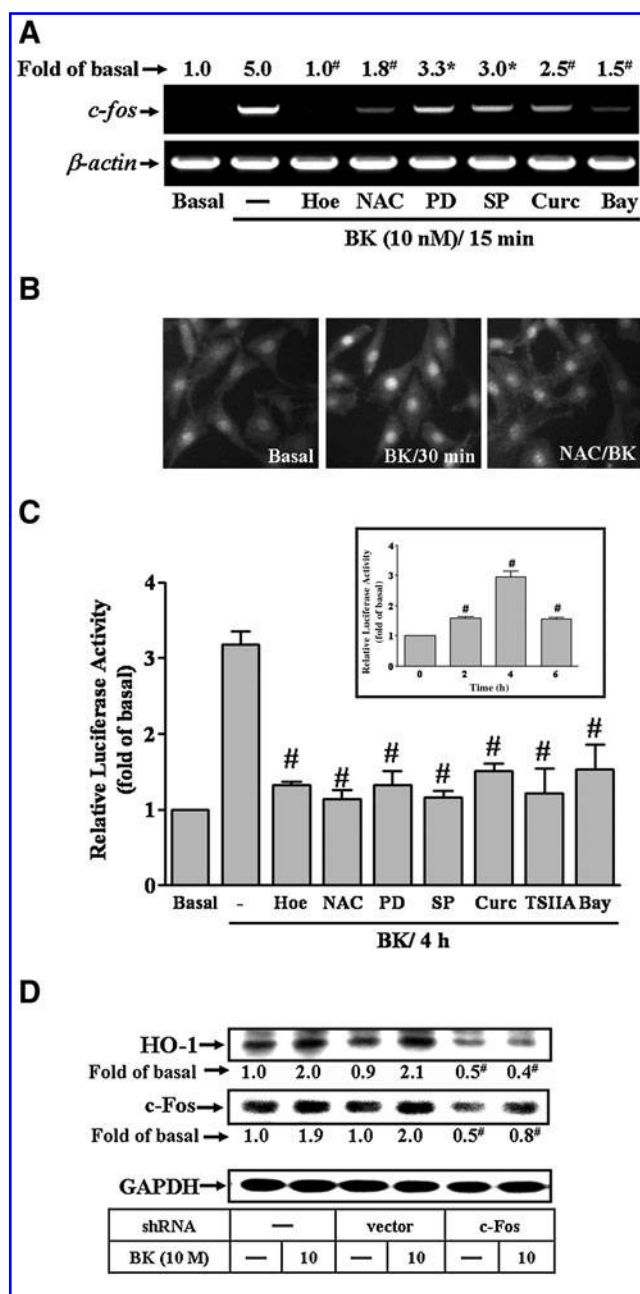 A
Fold of basal 1.0 5.0 1.0# 1.8# 3.3* 3.0* 2.5# 1.5#
c-fos
β-actin
Basal — Hoe NAC PD SP Curc Bay
BK (10 nM)/ 15 min
B
Basal BK/30 min NAC/BK
C
Relative Luciferase Activity
(fold of basal)
4
3
2
1
0
Relative Luciferase Activity
(fold of basal)
4
3
2
1
0
# # #
0 2 4 6
Time (h)
# # # # # # #
Basal - Hoe NAC PD SP Curc TSIIA Bay
BK/ 4 h
D
HO-1
Fold of basal 1.0 2.0 0.9 2.1 0.5# 0.4#
c-Fos
Fold of basal 1.0 1.9 1.0 2.0 0.5# 0.8#
GAPDH
shRNA — vector c-Fos
BK (10 M) — 10 — 10 — 10